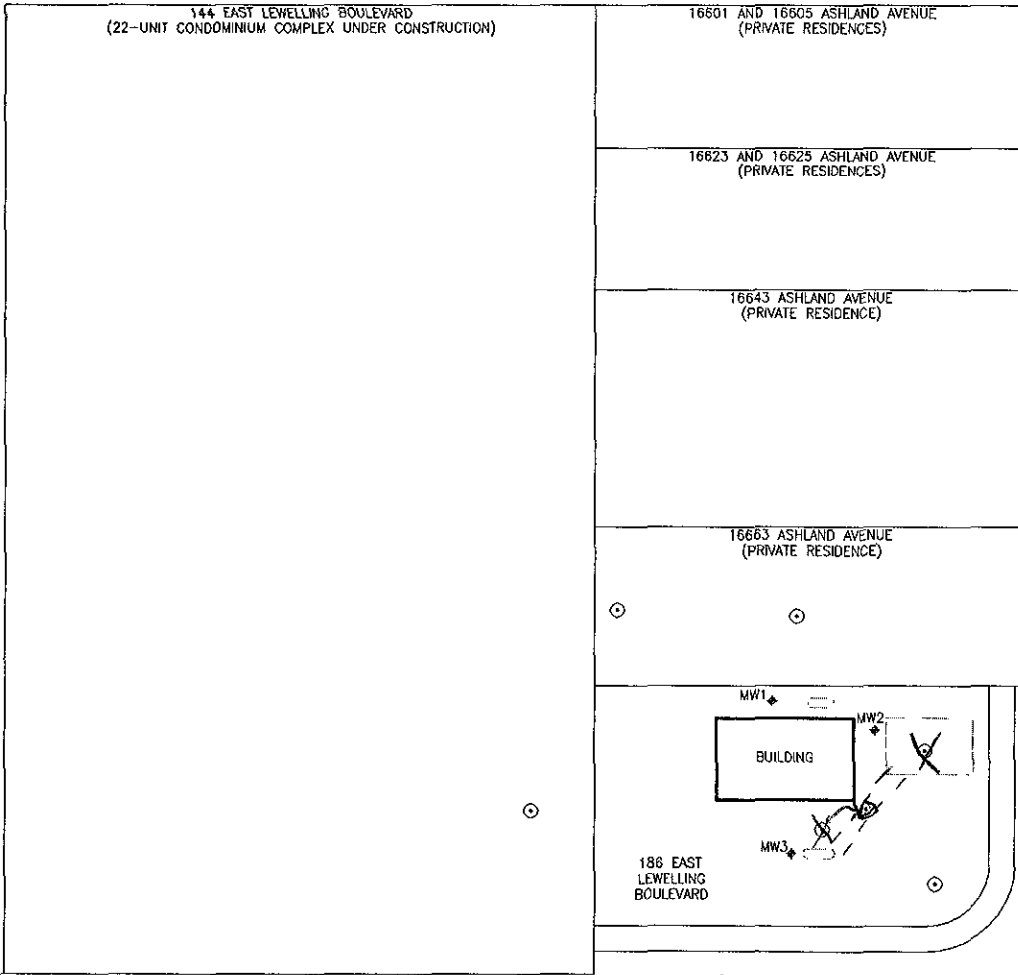 144 EAST LEWELLING BOULEVARD
(22-UNIT CONDOMINIUM COMPLEX UNDER CONSTRUCTION)
16601 AND 16605 ASHLAND AVENUE
(PRIVATE RESIDENCES)
16623 AND 16625 ASHLAND AVENUE
(PRIVATE RESIDENCES)
16643 ASHLAND AVENUE
(PRIVATE RESIDENCE)
16663 ASHLAND AVENUE
(PRIVATE RESIDENCE)
MW1
MW2
BUILDING
MW3
186 EAST
LEWELLING
BOULEVARD